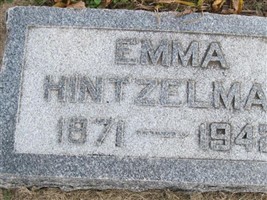 EMMA
HINTZELMA
1871 --- 194